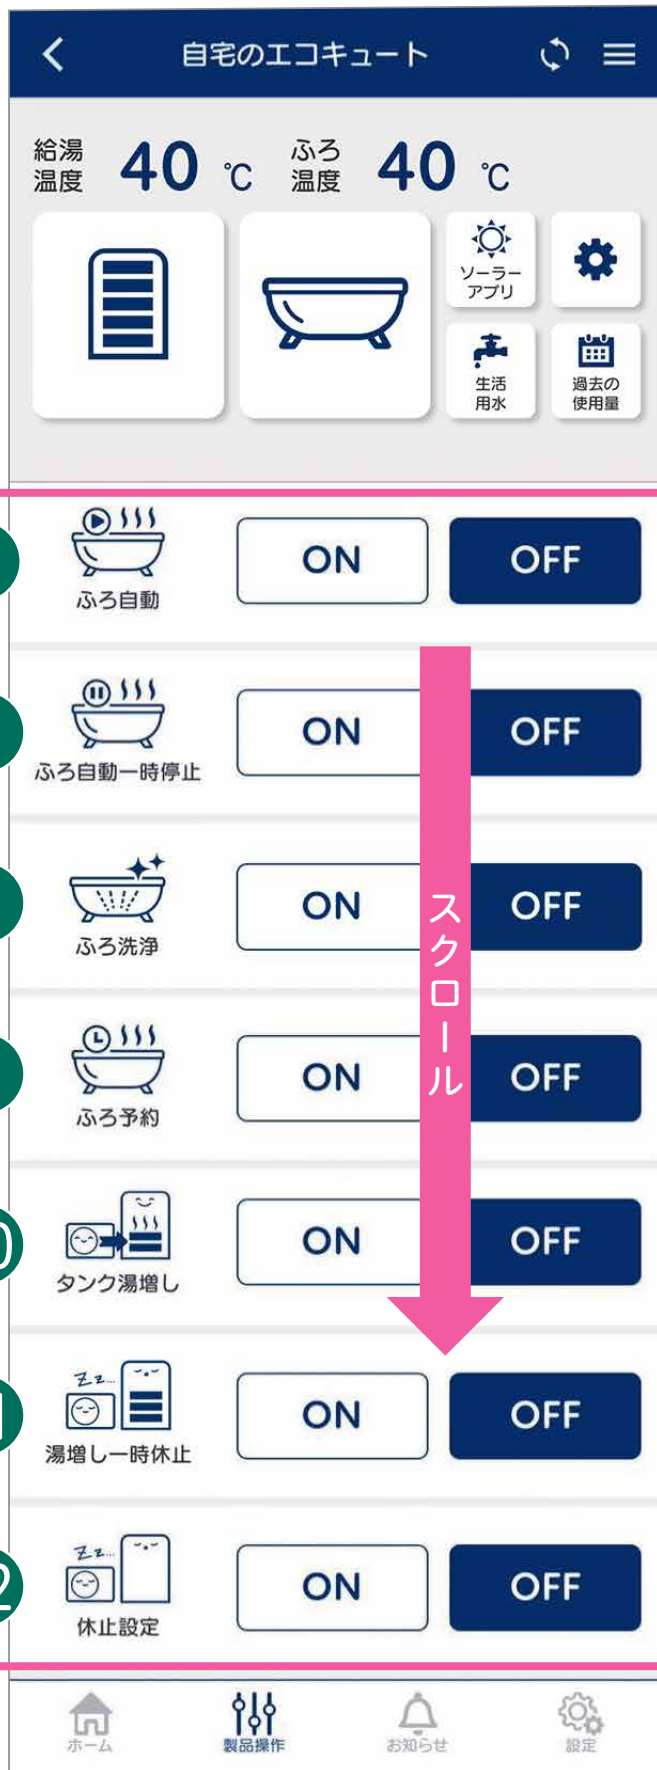 自宅のエコキュート
給湯
温度
40 ℃
ふろ
温度
40 ℃
ソーラー
アプリ
生活
用水
過去の
使用量
ふろ自動
ON
OFF
ふろ自動一時停止
ON
OFF
ふろ洗浄
ON
OFF
スクロール
ふろ予約
ON
OFF
タンク湯増し
ON
OFF
Zz...
湯増し一時休止
ON
OFF
Zz...
休止設定
ON
OFF
ホーム
製品操作
お知らせ
設定